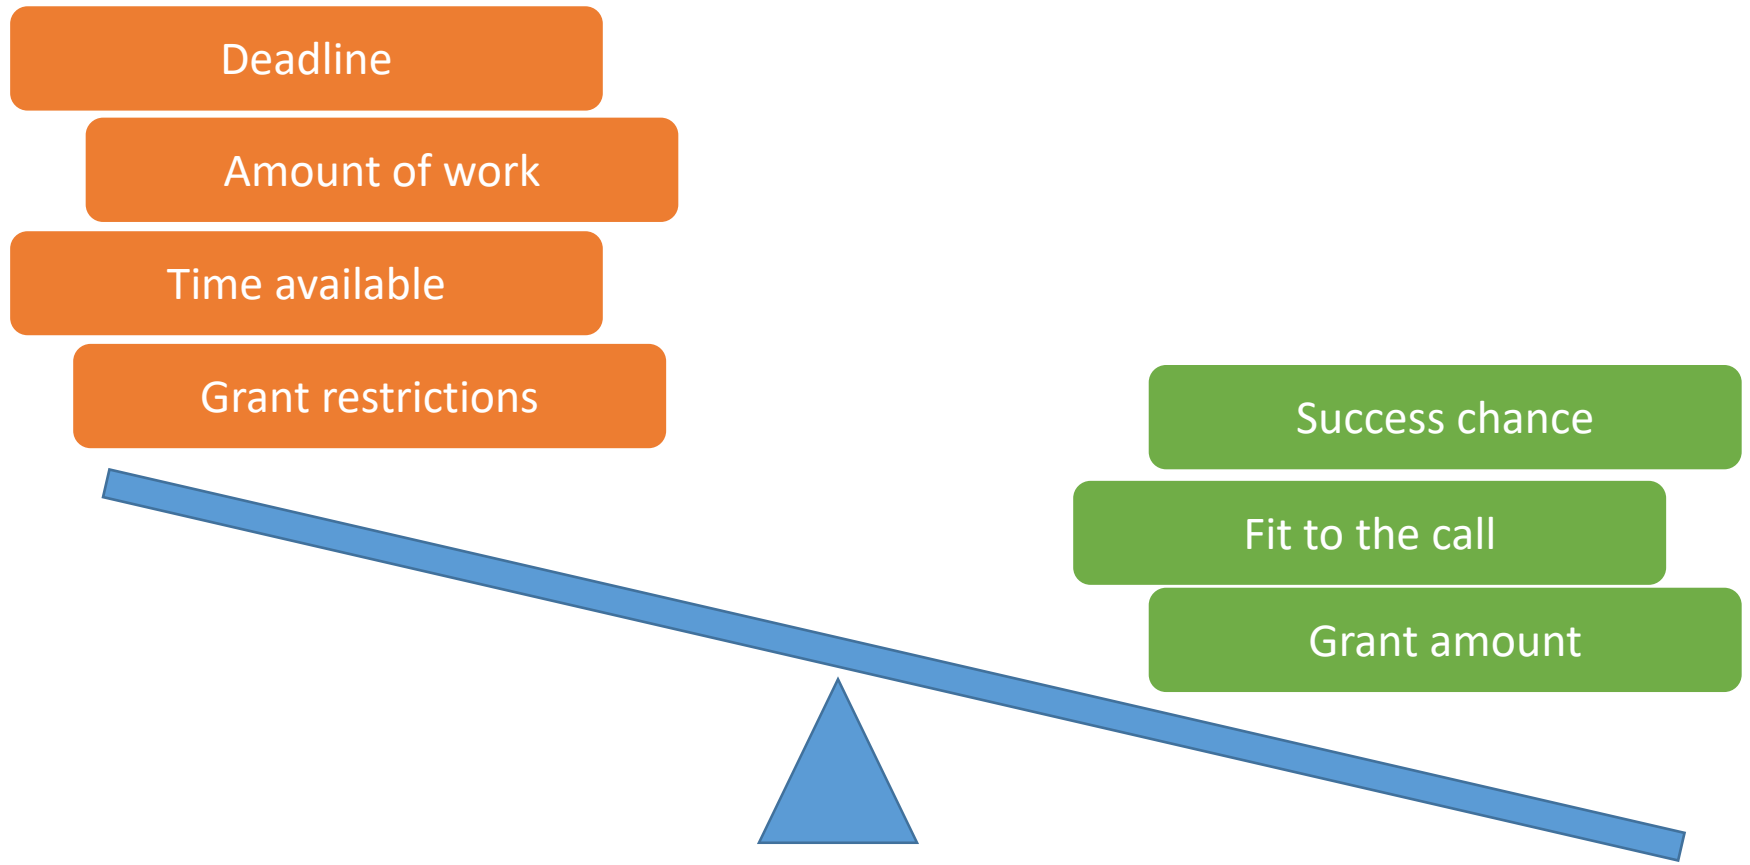 Deadline
Amount of work
Time available
Grant restrictions
Success chance
Fit to the call
Grant amount